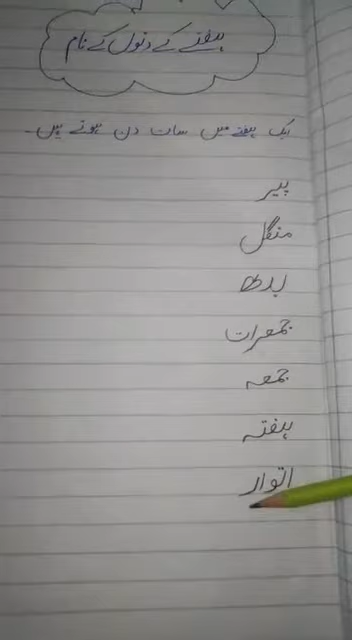 ہفتے کے دنوں کے نام
ایک ہفتے میں سات دن ہوتے ہیں۔
پیر
منگل
بدھ
جمعرات
جمعہ
ہفتہ
اتوار